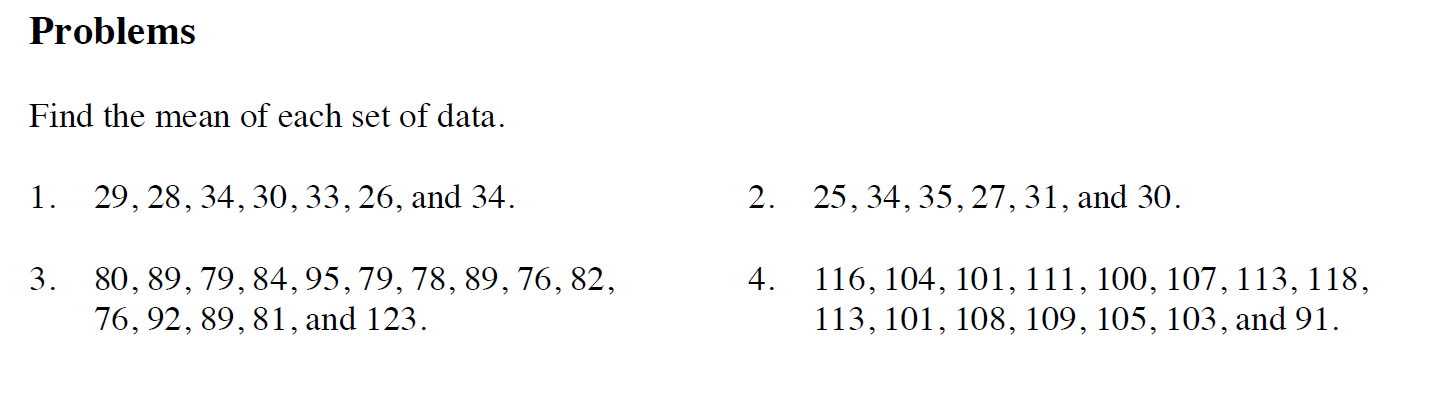 Problems
Find the mean of each set of data.
1. 29, 28, 34, 30, 33, 26, and 34.
2. 25, 34, 35, 27, 31, and 30.
3. 80, 89, 79, 84, 95, 79, 78, 89, 76, 82,
76, 92, 89, 81, and 123.
4. 116, 104, 101, 111, 100, 107, 113, 118,
113, 101, 108, 109, 105, 103, and 91.